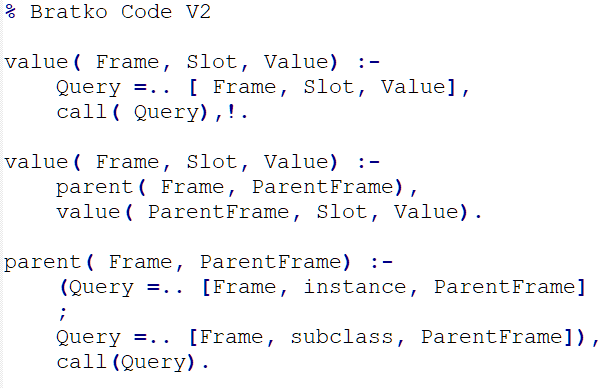 % Bratko Code V2
value( Frame, Slot, Value) :-
Query =.. [ Frame, Slot, Value],
call( Query),!.
value( Frame, Slot, Value) :-
parent( Frame, ParentFrame),
value( ParentFrame, Slot, Value).
parent( Frame, ParentFrame) :-
(Query =.. [Frame, instance, ParentFrame]
;
Query =.. [Frame, subclass, ParentFrame]),
call(Query).